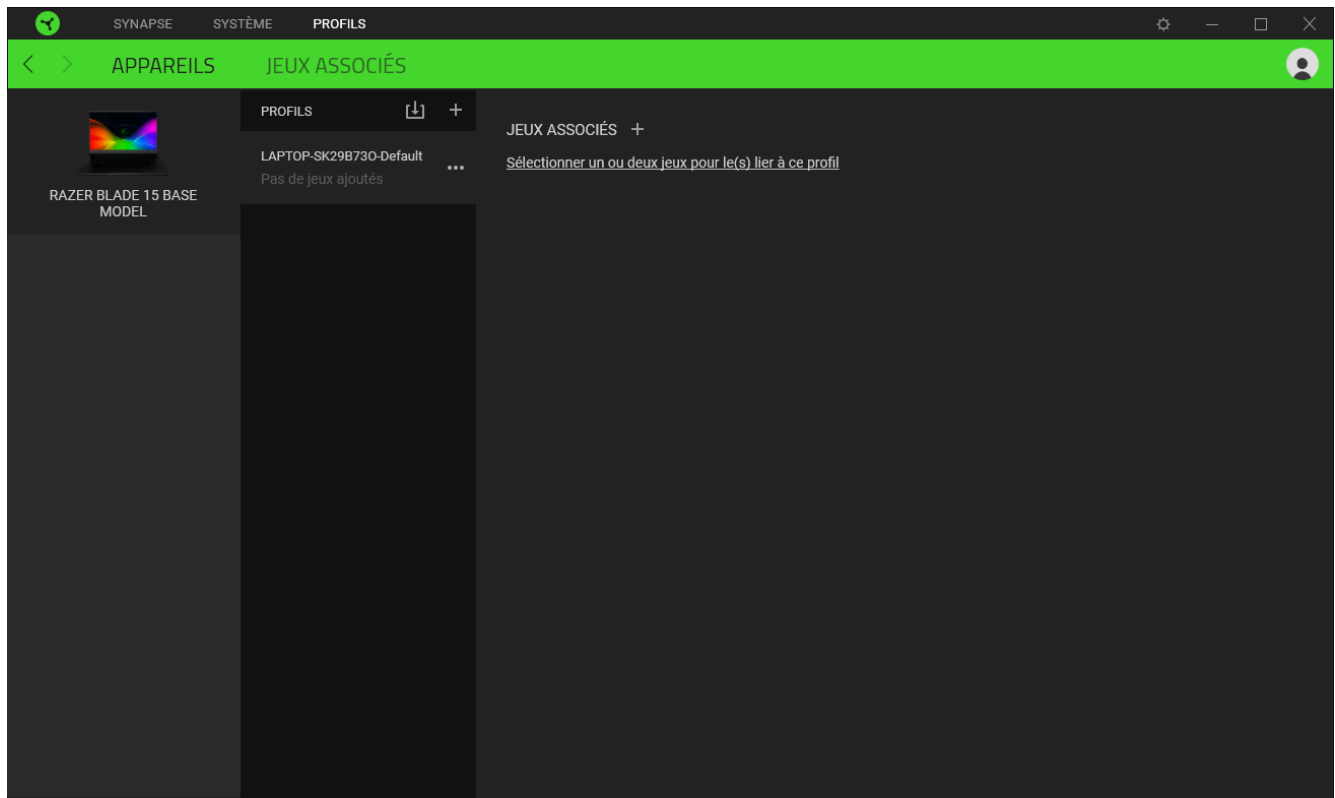 SYNAPSE SYSTÈME PROFILS
APPAREILS JEUX ASSOCIÉS
RAZER BLADE 15 BASE
MODEL
PROFILS
LAPTOP-SK29B73O-Default
Pas de jeux ajoutés
JEUX ASSOCIÉS
Sélectionner un ou deux jeux pour le(s) lier à ce profil